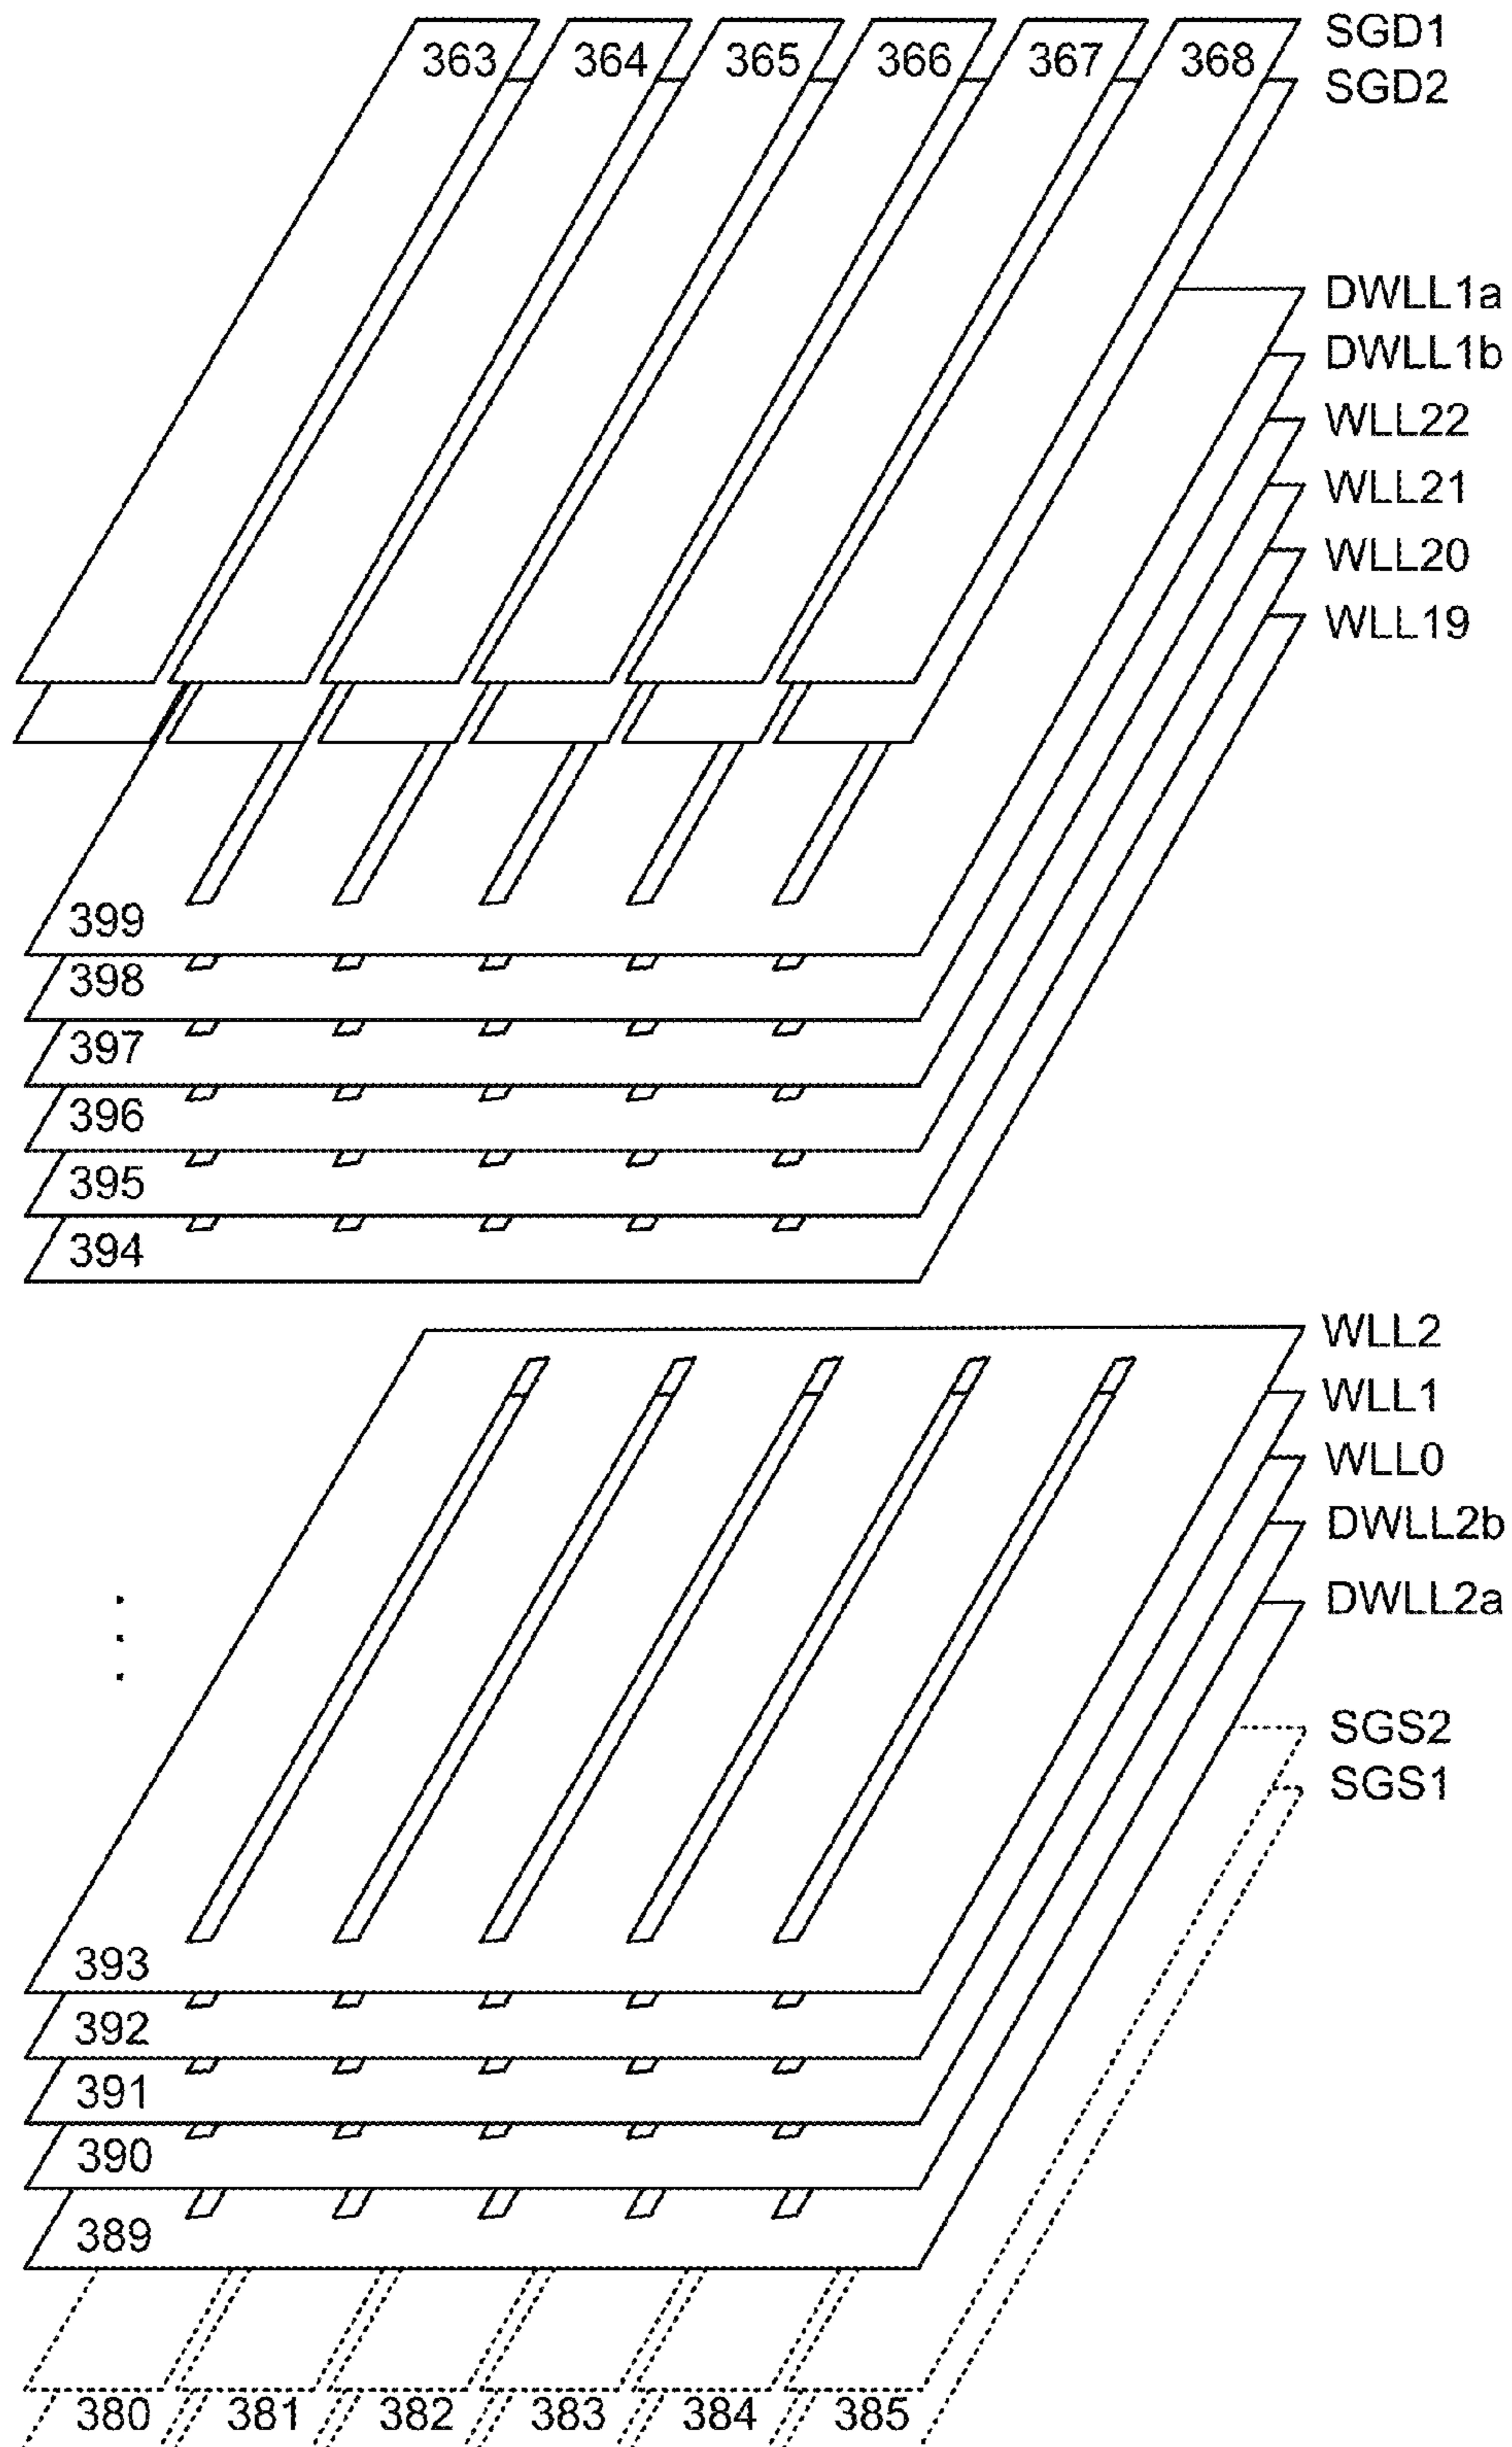 363 364 365 366 367 368 SGD1
SGD2
DWLL1a
DWLL1b
WLL22
WLL21
WLL20
WLL19
399
398
397
396
395
394
WLL2
WLL1
WLL0
DWLL2b
DWLL2a
SGS2
SGS1
393
392
391
390
389
380 381 382 383 384 385